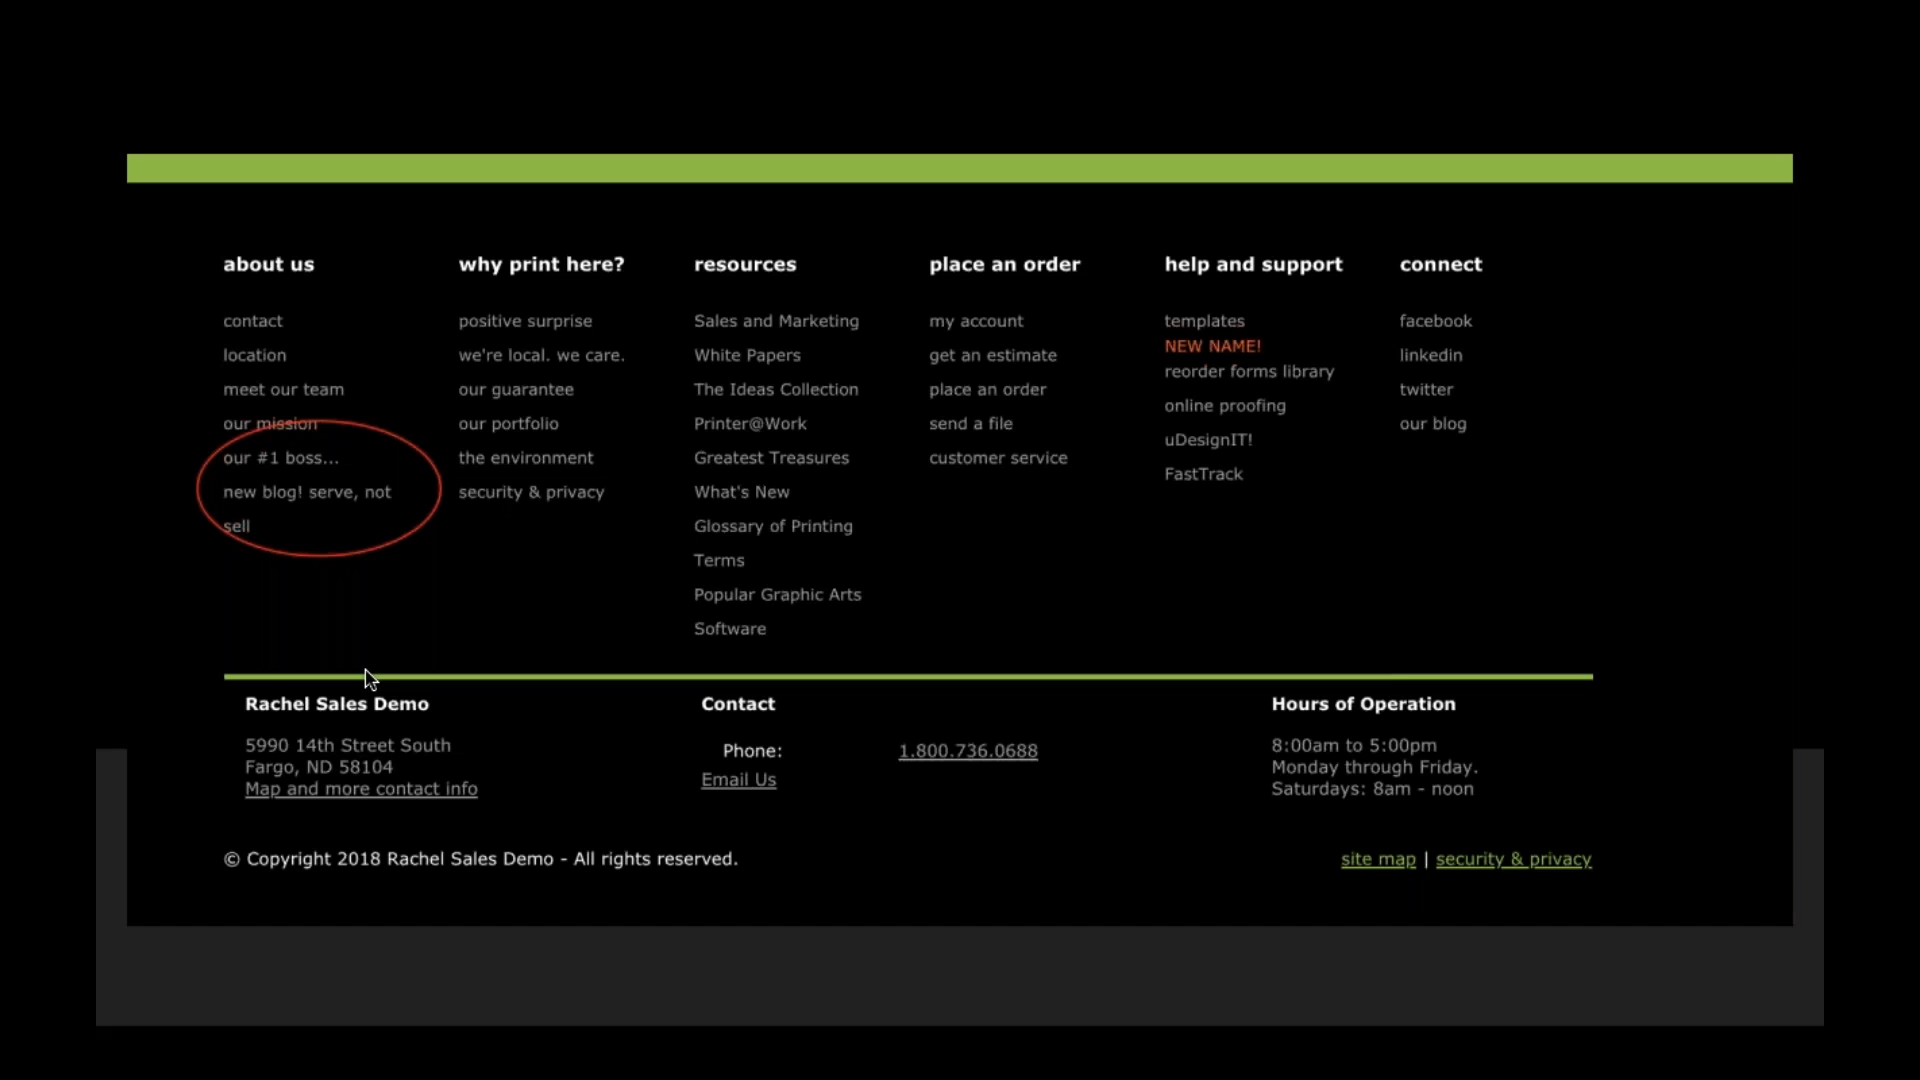 about us
contact
location
meet our team
our mission
our #1 boss...
new blog! serve, not
sell
why print here?
positive surprise
we're local. we care.
our guarantee
our portfolio
the environment
security & privacy
resources
Sales and Marketing
White Papers
The Ideas Collection
Printer@Work
Greatest Treasures
What's New
Glossary of Printing
Terms
Popular Graphic Arts
Software
place an order
my account
get an estimate
place an order
send a file
customer service
help and support
templates
NEW NAME!
reorder forms library
online proofing
uDesignIT!
FastTrack
connect
facebook
linkedin
twitter
our blog
Rachel Sales Demo
5990 14th Street South
Fargo, ND 58104
Map and more contact info
Contact
Phone: 1.800.736.0688
Email Us
Hours of Operation
8:00am to 5:00pm
Monday through Friday.
Saturdays: 8am - noon
© Copyright 2018 Rachel Sales Demo - All rights reserved.
site map | security & privacy